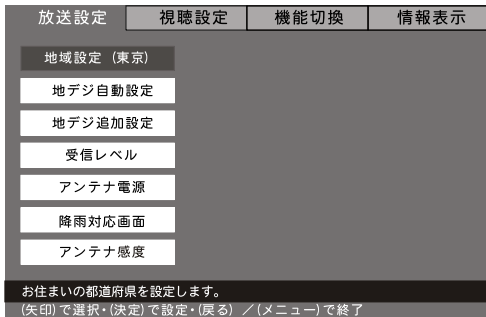 放送設定 視聴設定 機能切換 情報表示
地域設定 (東京)
地デジ自動設定
地デジ追加設定
受信レベル
アンテナ電源
降雨対応画面
アンテナ感度
お住まいの都道府県を設定します。
(矢印)で選択・(決定)で設定・(戻る) /(メニュー)で終了